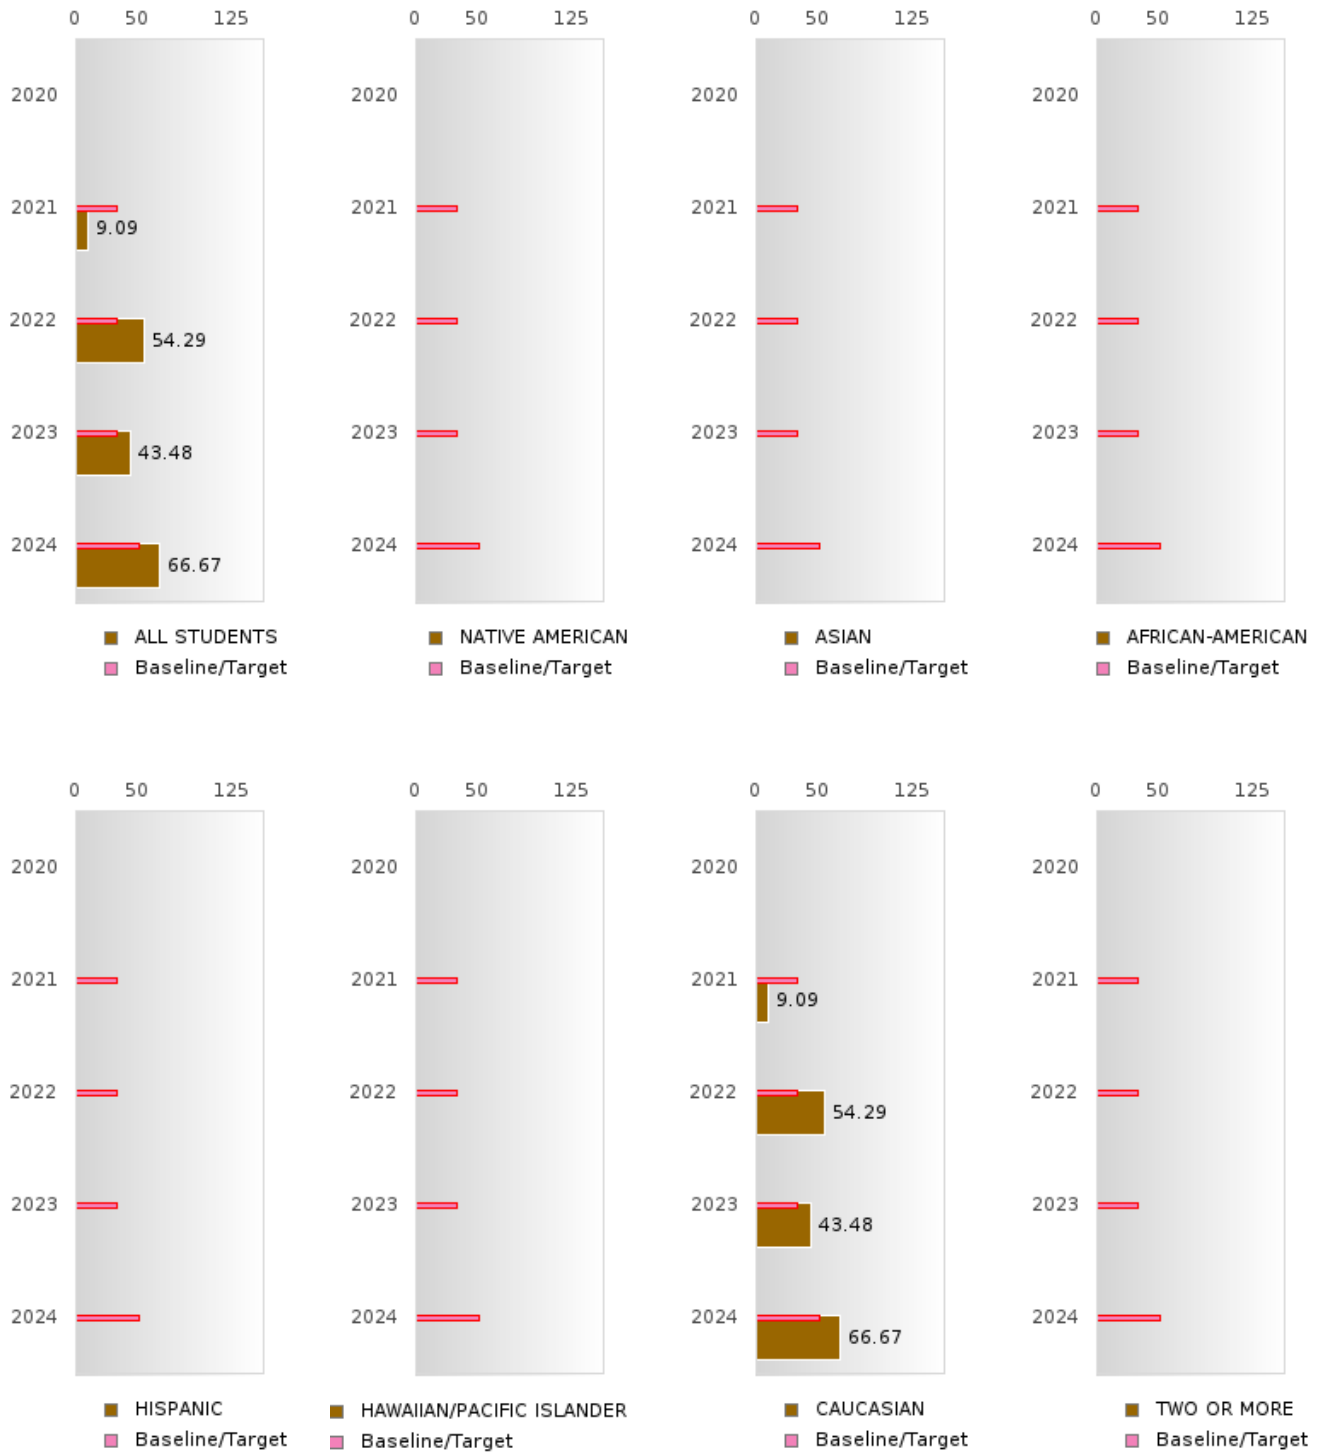 0 50 125 0 50 125 0 50 125 0 50 125
2020 2020 2020 2020
2021 2021 2021 2021
9.09
2022 2022 2022 2022
54.29
2023 2023 2023 2023
43.48
2024 2024 2024 2024
66.67
ALL STUDENTS NATIVE AMERICAN ASIAN AFRICAN-AMERICAN
Baseline/Target Baseline/Target Baseline/Target Baseline/Target
0 50 125 0 50 125 0 50 125 0 50 125
2020 2020 2020 2020
2021 2021 2021 2021
9.09
2022 2022 2022 2022
54.29
2023 2023 2023 2023
43.48
2024 2024 2024 2024
66.67
HISPANIC HAWAIIAN/PACIFIC ISLANDER CAUCASIAN TWO OR MORE
Baseline/Target Baseline/Target Baseline/Target Baseline/Target